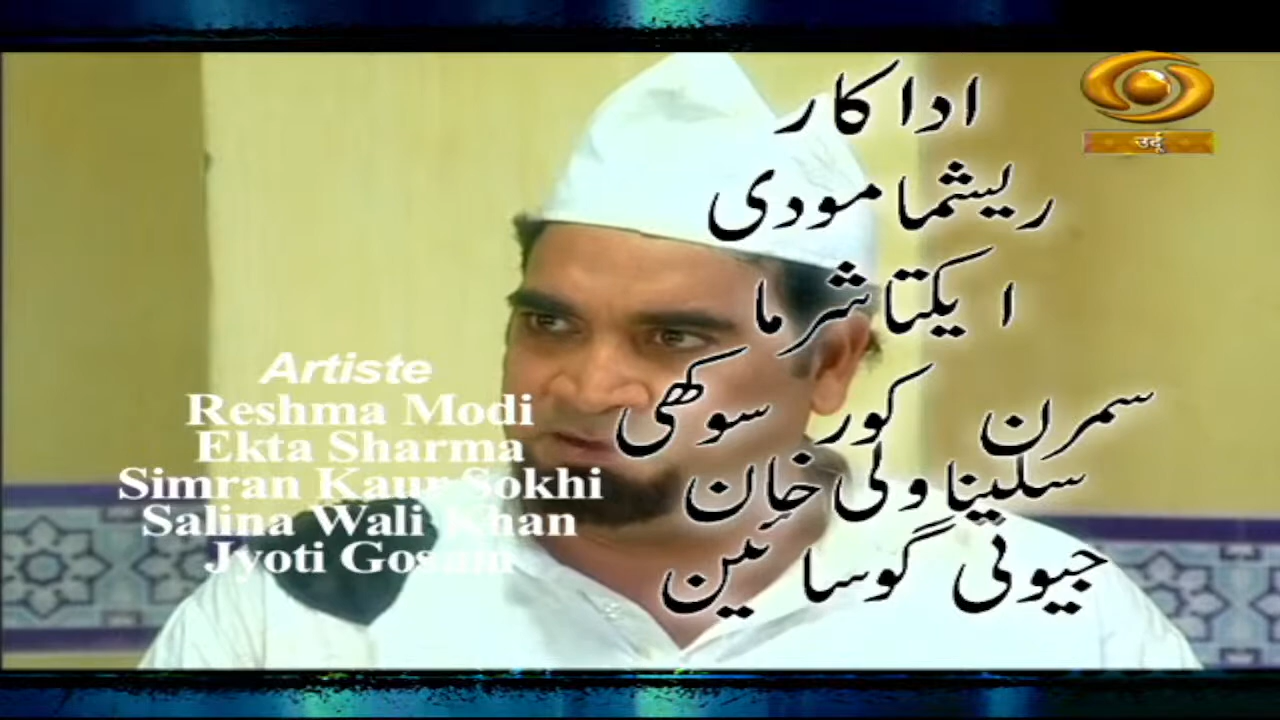 उर्दू
اداکار
ریشما مودی
ایکتا شرما
سمرن کور سوکھی
سلینا ولی خان
جیوتی گوسائین
Artiste
Reshma Modi
Ekta Sharma
Simran Kaur Sokhi
Salina Wali Khan
Jyoti Gosain